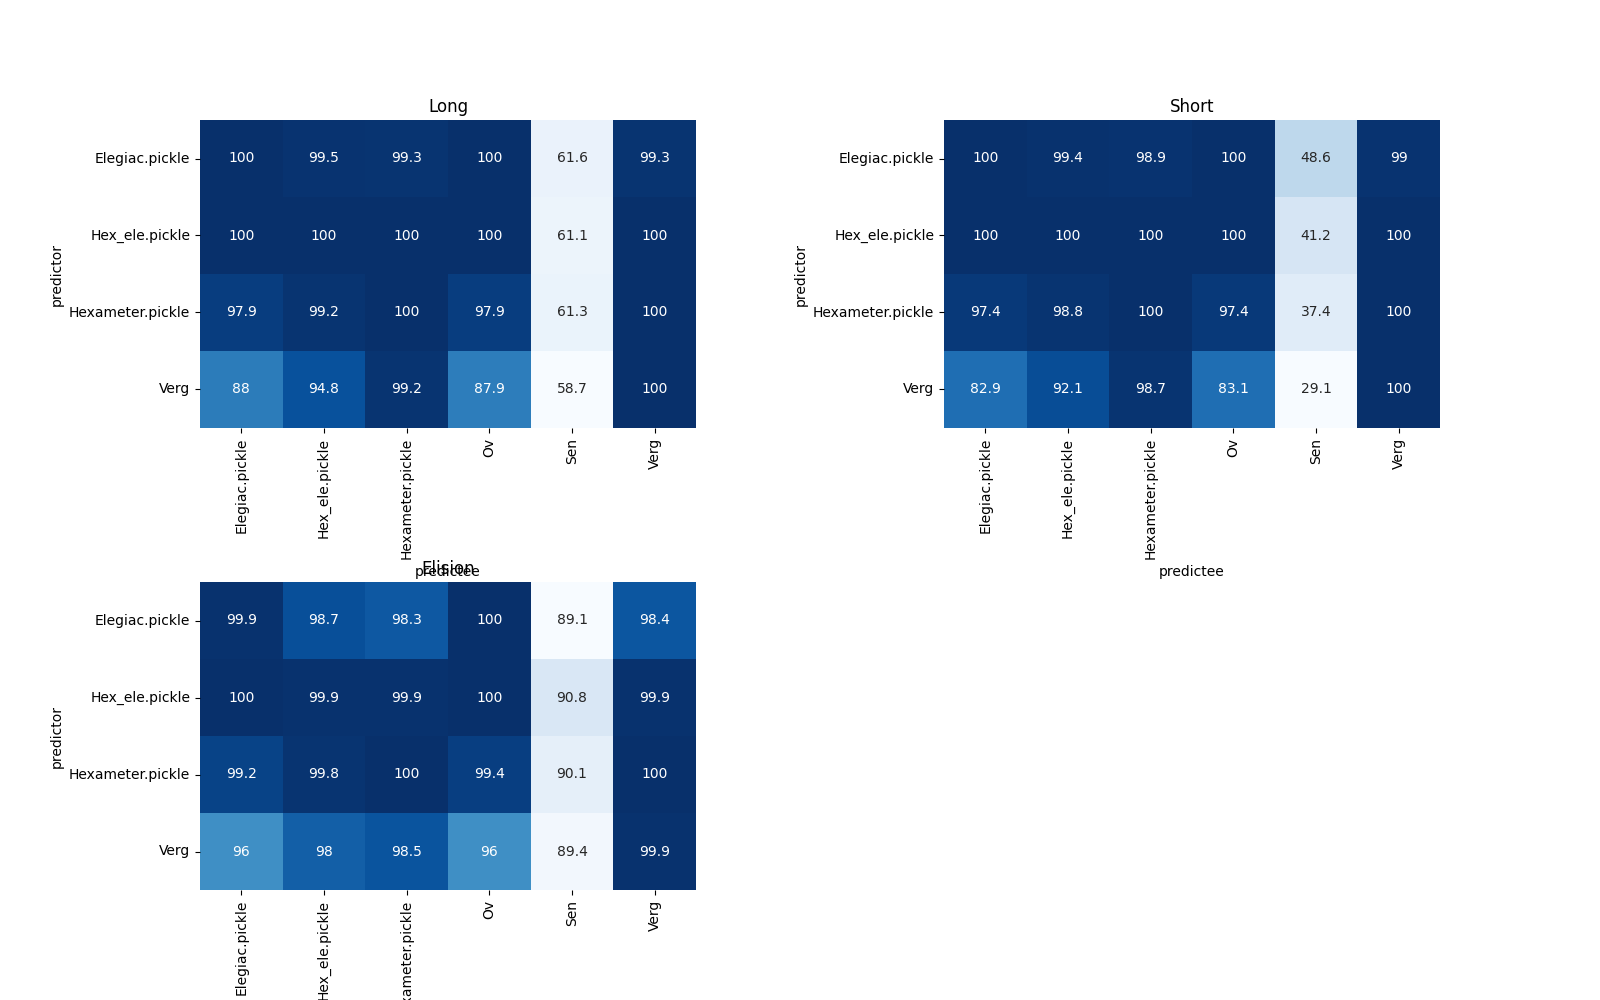 Long
predictor
Elegiac.pickle 100 99.5 99.3 100 61.6 99.3
Hex_ele.pickle 100 100 100 100 61.1 100
Hexameter.pickle 97.9 99.2 100 97.9 61.3 100
Verg 88 94.8 99.2 87.9 58.7 100
Elegiac.pickle Hex_ele.pickle Hexameter.pickle Ov Sen Verg
predictee
Short
predictor
Elegiac.pickle 100 99.4 98.9 100 48.6 99
Hex_ele.pickle 100 100 100 100 41.2 100
Hexameter.pickle 97.4 98.8 100 97.4 37.4 100
Verg 82.9 92.1 98.7 83.1 29.1 100
Elegiac.pickle Hex_ele.pickle Hexameter.pickle Ov Sen Verg
predictee
Elision
predictor
Elegiac.pickle 99.9 98.7 98.3 100 89.1 98.4
Hex_ele.pickle 100 99.9 99.9 100 90.8 99.9
Hexameter.pickle 99.2 99.8 100 99.4 90.1 100
Verg 96 98 98.5 96 89.4 99.9
Elegiac.pickle Hex_ele.pickle xameter.pickle Ov Sen Verg